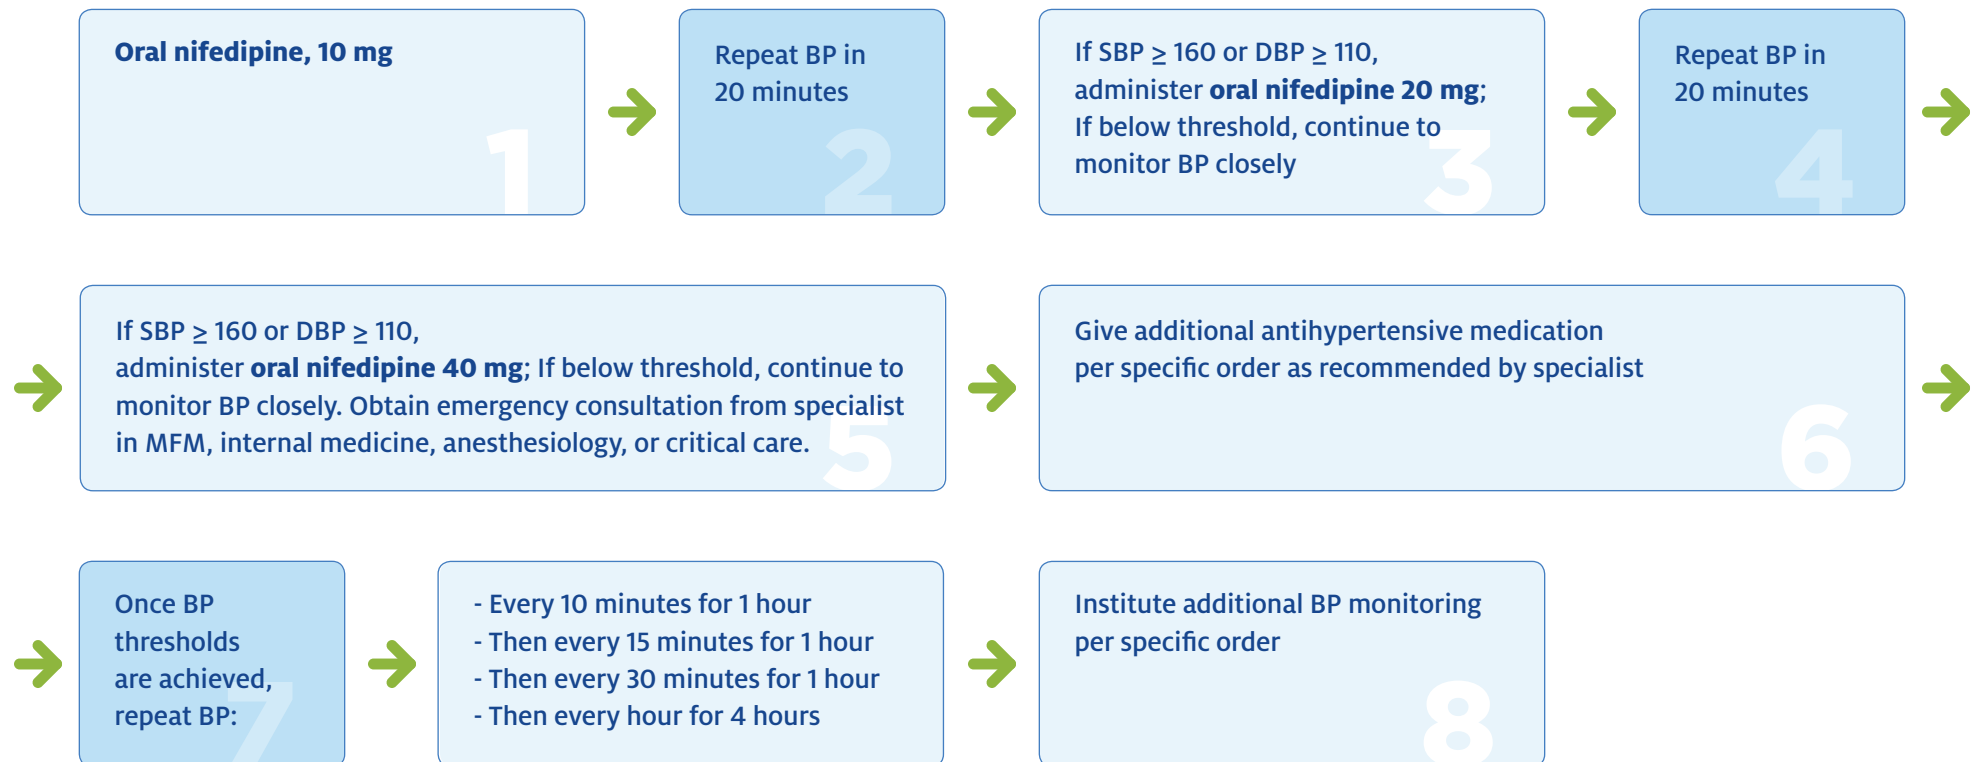 Oral nifedipine, 10 mg
1
Repeat BP in
20 minutes
2
If SBP ≥ 160 or DBP ≥ 110,
administer oral nifedipine 20 mg;
If below threshold, continue to
monitor BP closely
3
Repeat BP in
20 minutes
4
If SBP ≥ 160 or DBP ≥ 110,
administer oral nifedipine 40 mg; If below threshold, continue to
monitor BP closely. Obtain emergency consultation from specialist
in MFM, internal medicine, anesthesiology, or critical care.
5
Give additional antihypertensive medication
per specific order as recommended by specialist
6
Once BP
thresholds
are achieved,
repeat BP:
7
- Every 10 minutes for 1 hour
- Then every 15 minutes for 1 hour
- Then every 30 minutes for 1 hour
- Then every hour for 4 hours
Institute additional BP monitoring
per specific order
8